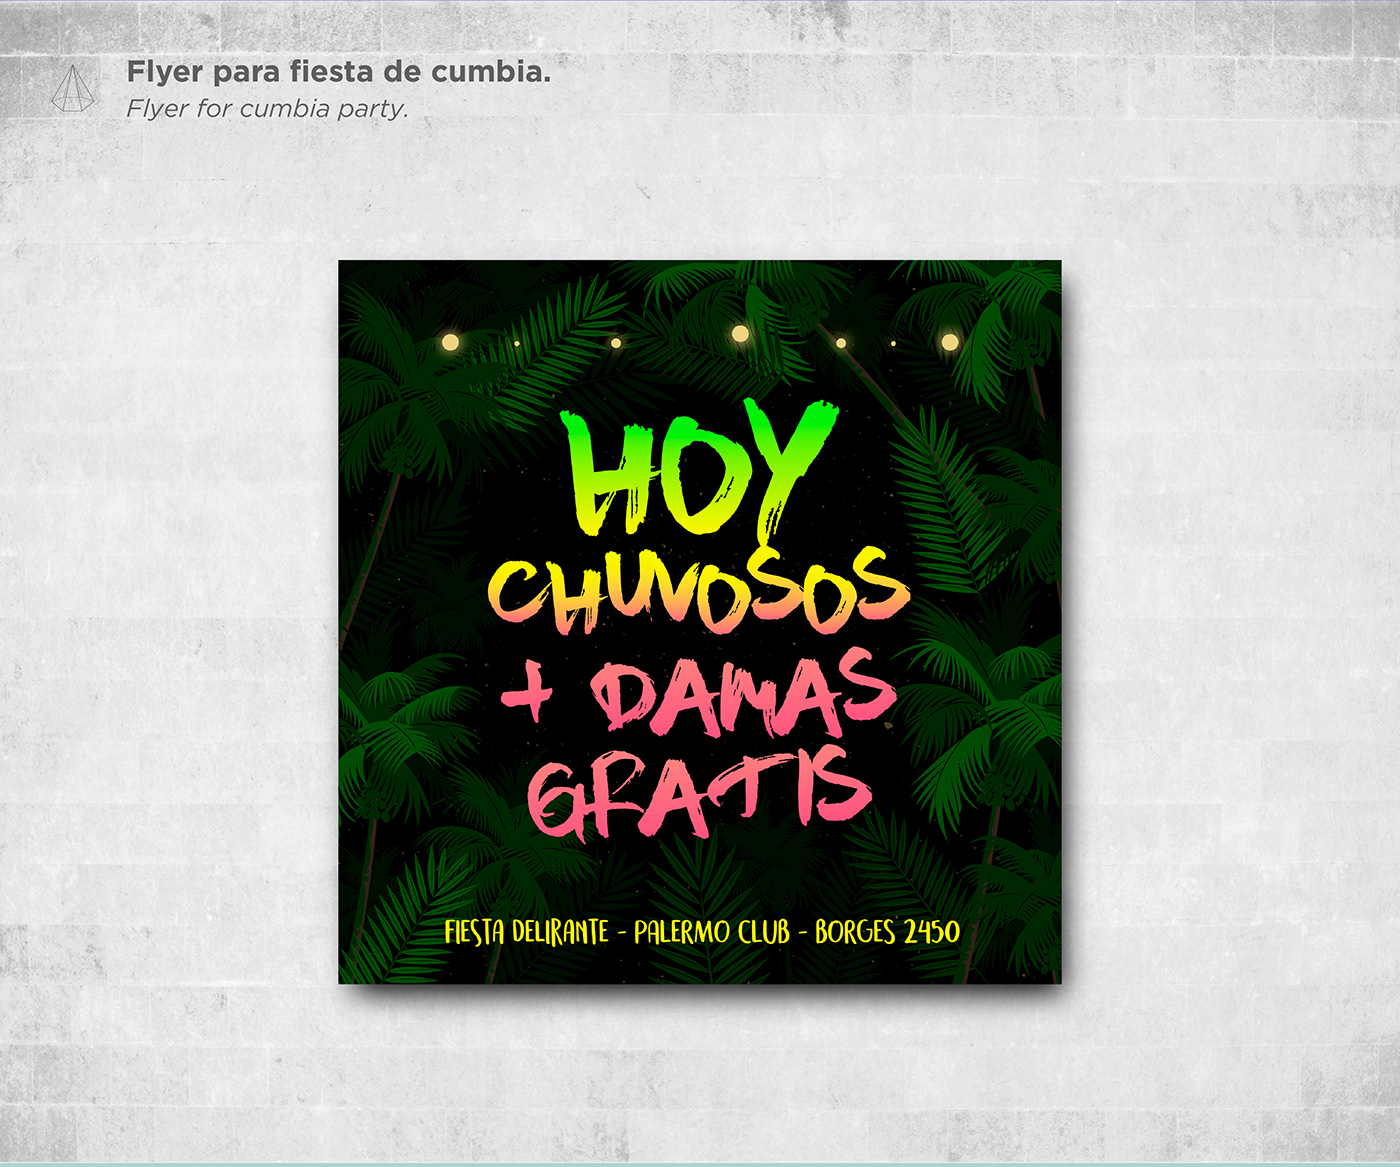 Flyer para fiesta de cumbia.
Flyer for cumbia party.
HOY
CHUVOSOS
+ DAMAS
GRATIS
FIESTA DELIRANTE - PALERMO CLUB - BORGES 2450